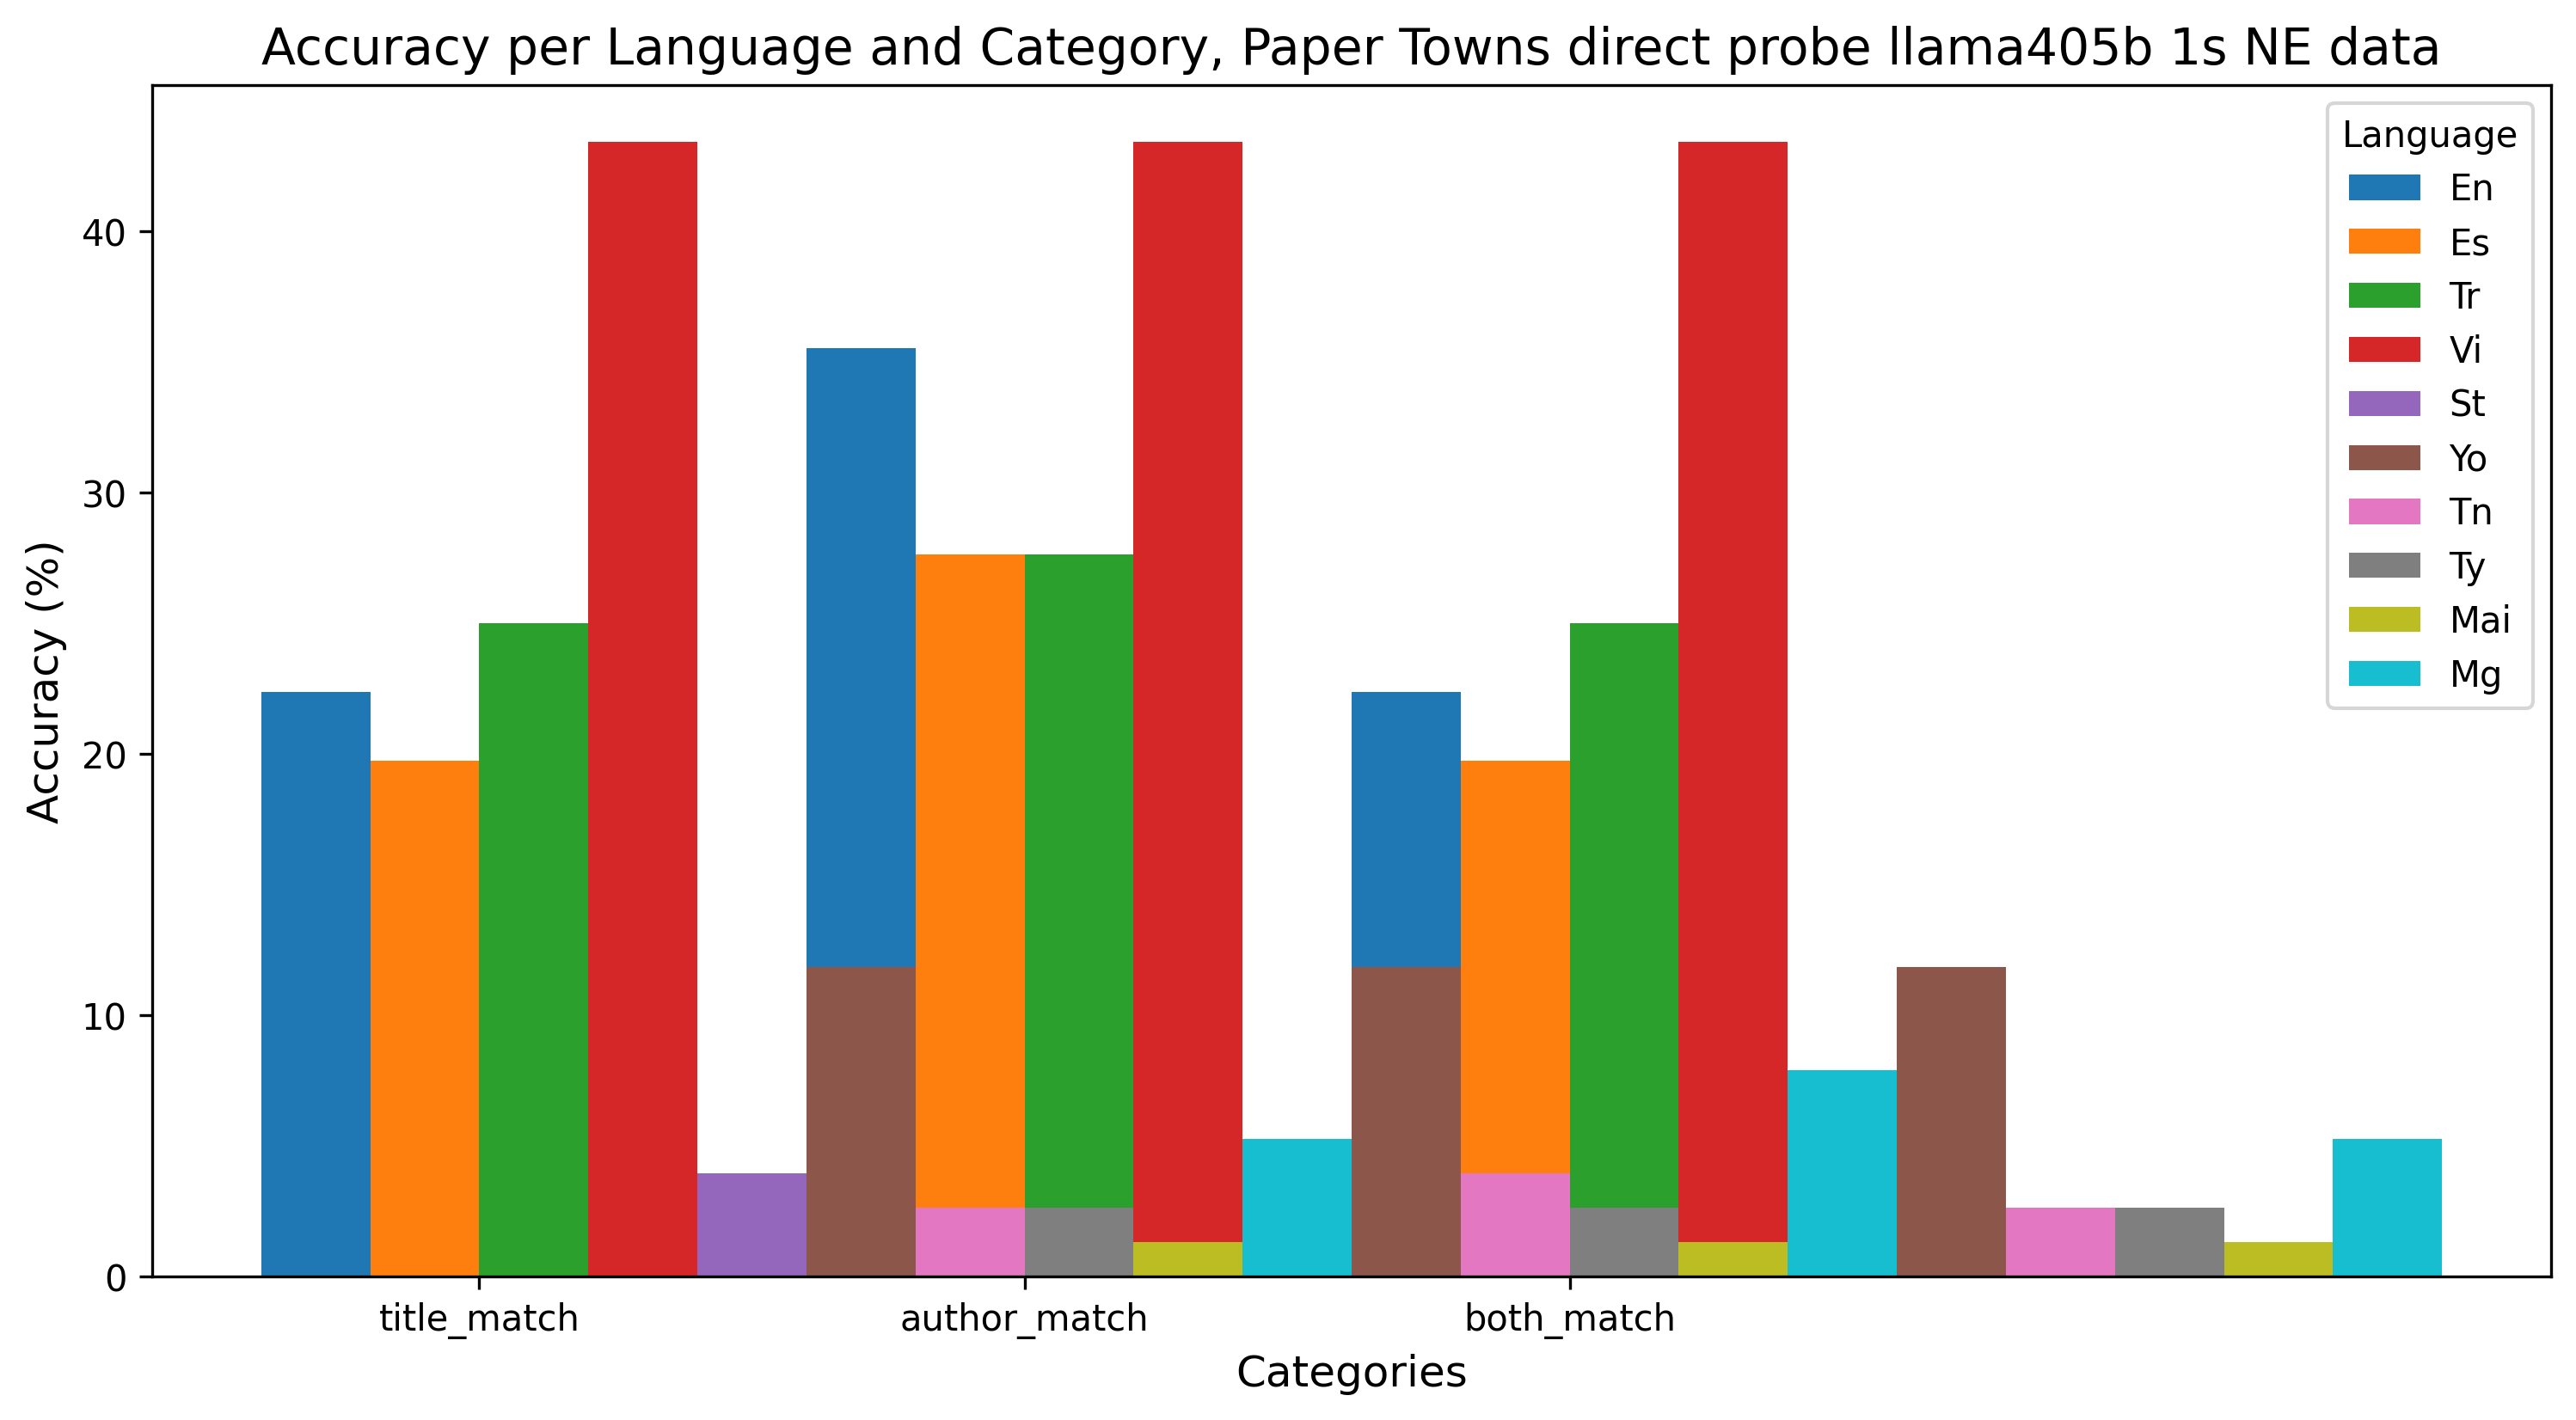 Accuracy per Language and Category, Paper Towns direct probe llama405b 1s NE data
Accuracy (%)
40
30
20
10
0
title_match
author_match
both_match
Categories
Language
En
Es
Tr
Vi
St
Yo
Tn
Ty
Mai
Mg